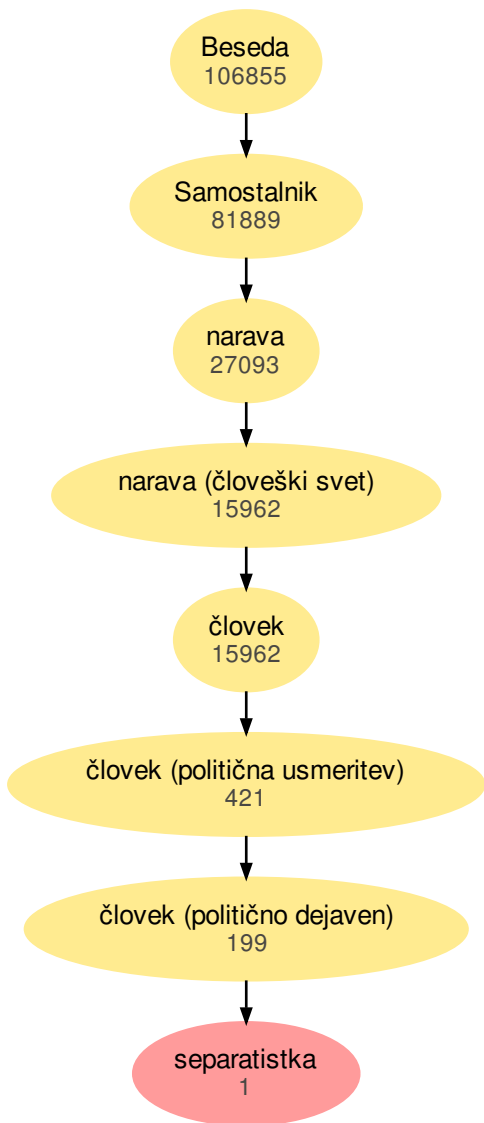 Beseda
106855
Samostalnik
81889
narava
27093
narava (človeški svet)
15962
človek
15962
človek (politična usmeritev)
421
človek (politično dejaven)
199
separatistka
1